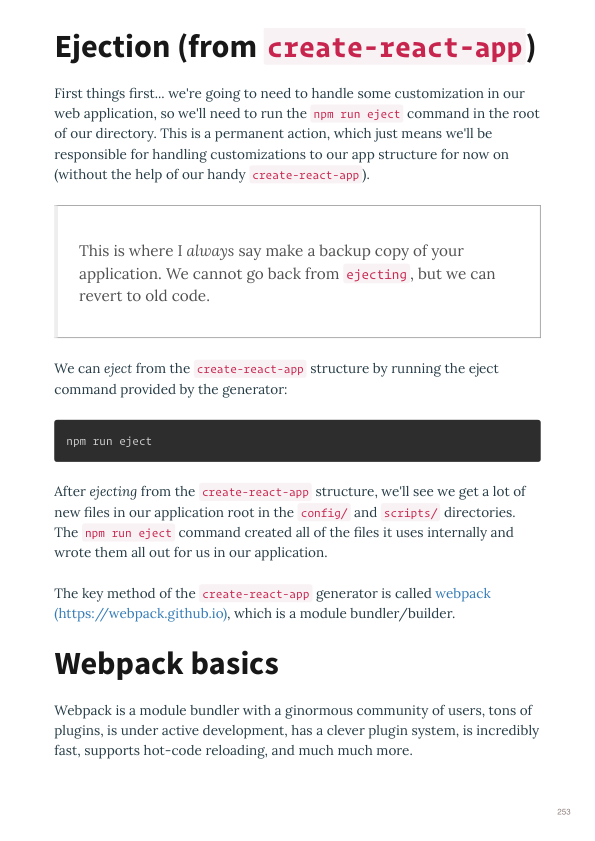 Ejection (from create-react-app)
First things first... we're going to need to handle some customization in our
web application, so we'll need to run the npm run eject command in the root
of our directory. This is a permanent action, which just means we'll be
responsible for handling customizations to our app structure for now on
(without the help of our handy create-react-app).
This is where I always say make a backup copy of your
application. We cannot go back from ejecting, but we can
revert to old code.
We can eject from the create-react-app structure by running the eject
command provided by the generator:
npm run eject
After ejecting from the create-react-app structure, we'll see we get a lot of
new files in our application root in the config/ and scripts/ directories.
The npm run eject command created all of the files it uses internally and
wrote them all out for us in our application.
The key method of the create-react-app generator is called webpack
(https://webpack.github.io), which is a module bundler/builder.
Webpack basics
Webpack is a module bundler with a ginormous community of users, tons of
plugins, is under active development, has a clever plugin system, is incredibly
fast, supports hot-code reloading, and much much more.
253